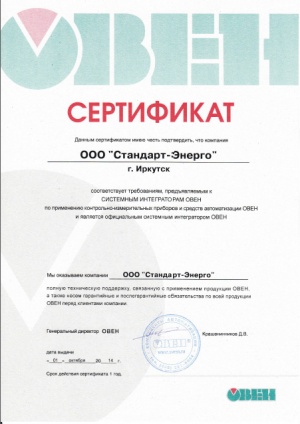 ОВЕН
СЕРТИФИКАТ
Данным сертификатом имею честь подтвердить, что компания
ООО "Стандарт-Энерго"
г. Иркутск
соответствует требованиям, предъявляемым к
СИСТЕМНЫМ ИНТЕГРАТОРАМ ОВЕН
по применению контрольно-измерительных приборов и средств автоматизации ОВЕН
и является официальным системным интегратором ОВЕН
Мы оказываем компании ООО "Стандарт-Энерго"
полную техническую поддержку, связанную с применением продукции ОВЕН,
а также несем гарантийные и послегарантийные обязательства по всей продукции
ОВЕН перед клиентами компании
Генеральный директор ОВЕН
Крашенинников Д.В.
дата выдачи
« 01 » октября 20 14 г.
Срок действия сертификата 1 год.
ОВЕН